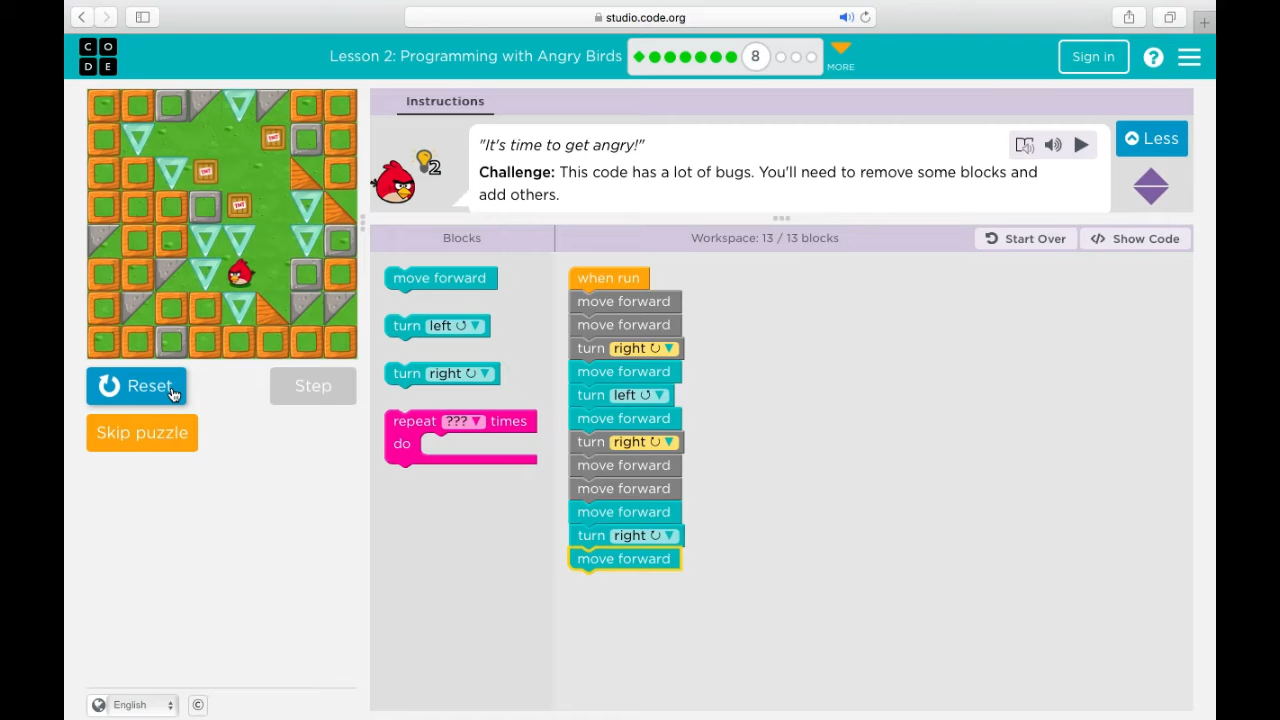 studio.code.org
C O
D E
Lesson 2: Programming with Angry Birds
8
MORE
Sign in
?
Instructions
"It's time to get angry!"
Challenge: This code has a lot of bugs. You'll need to remove some blocks and
add others.
2
Less
TNT
TNT
TNT
Blocks
Workspace: 13 / 13 blocks
Start Over
</> Show Code
move forward
turn left
turn right
repeat ??? times
do
when run
move forward
move forward
turn right
move forward
turn left
move forward
turn right
move forward
move forward
move forward
turn right
move forward
Reset
Step
Skip puzzle
English
©